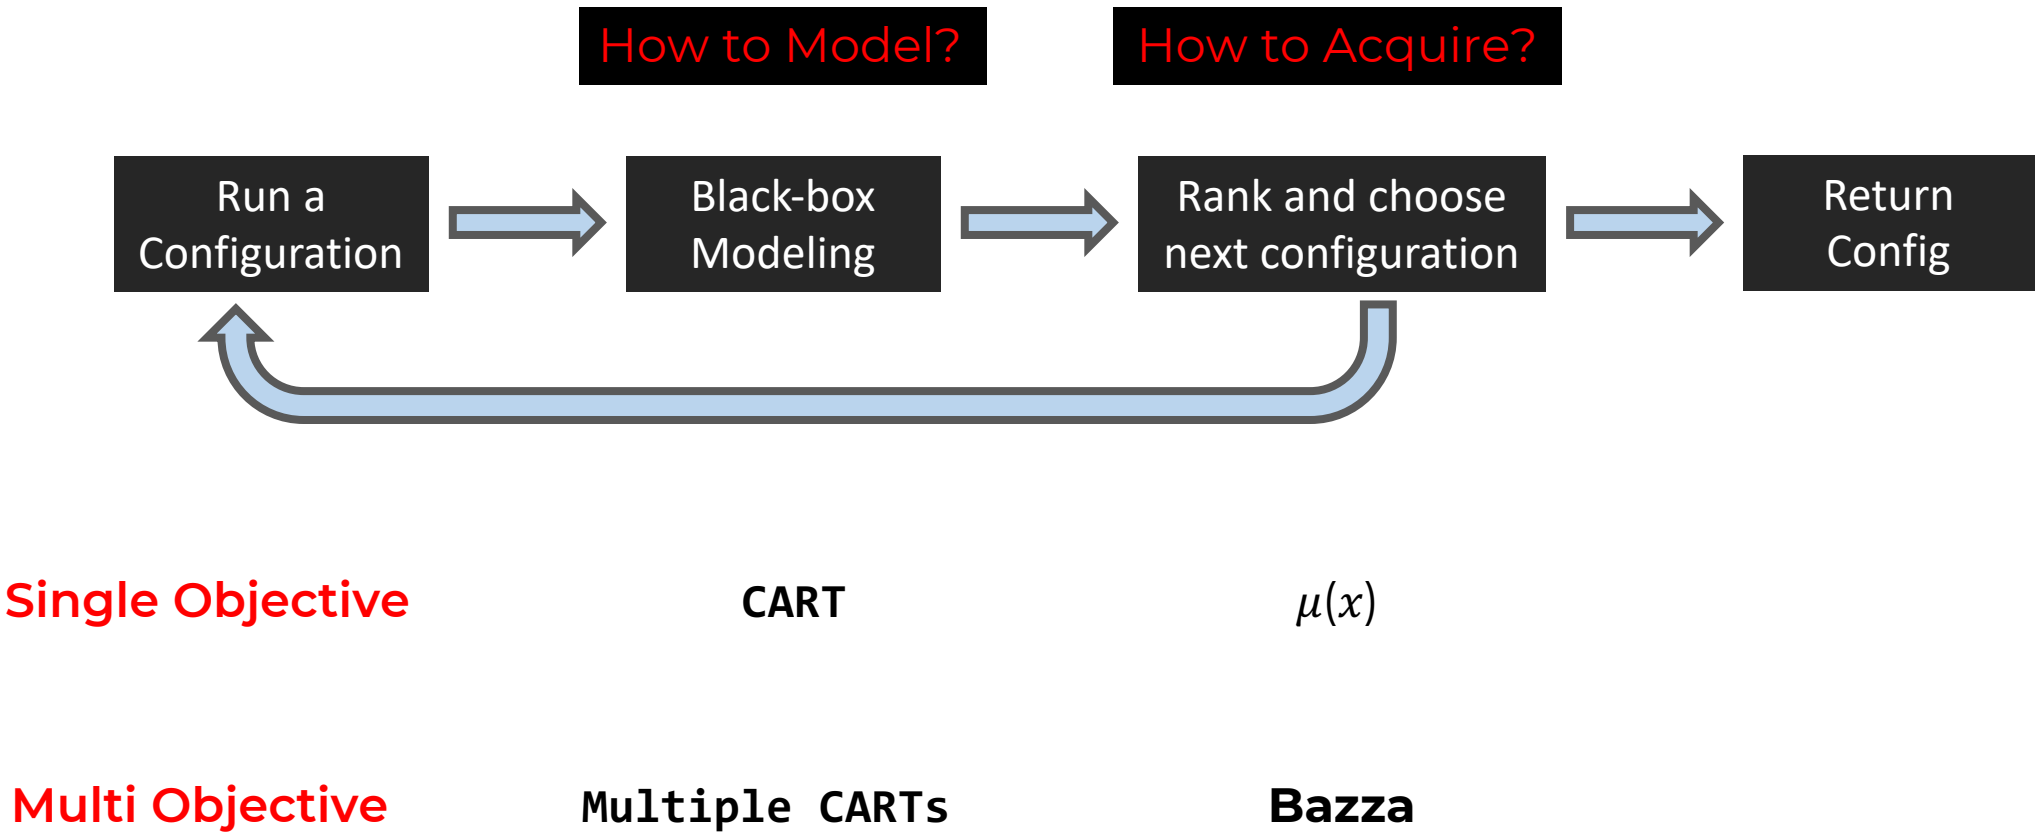 How to Model?
How to Acquire?
Run a
Configuration
Black-box
Modeling
Rank and choose
next configuration
Return
Config
Single Objective
CART
μ(x)
Multi Objective
Multiple CARTs
Bazza